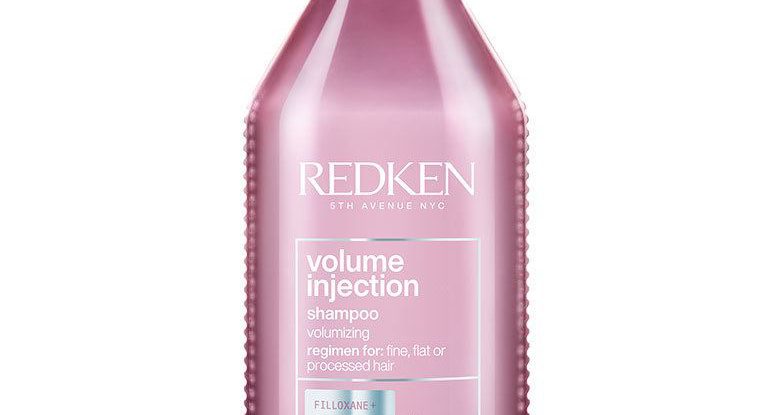 REDKEN
5TH AVENUE NYC
volume
injection
shampoo
volumizing
regimen for: fine, flat or
processed hair
FILLOXANE+